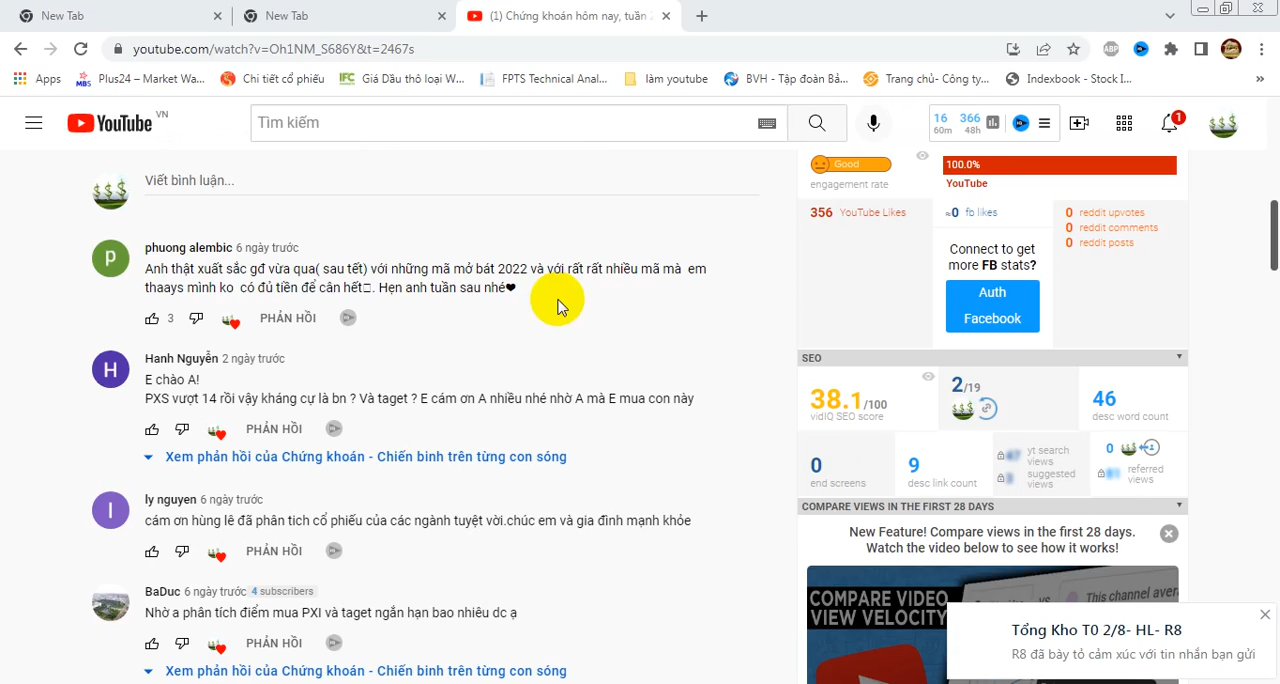 New Tab
New Tab
(1) Chứng khoán hôm nay, tuần 2
youtube.com/watch?v=Oh1NM_S686Y&t=2467s
ABP
Apps
MBS
Plus24 – Market Wa...
Chi tiết cổ phiếu
IFC
Giá Dầu thô loại W...
FPTS Technical Anal...
làm youtube
BVH - Tập đoàn Bả...
Trang chủ- Công ty...
Indexbook - Stock I...
»
YouTube VN
Tìm kiếm
16
60m
366
48h
1
Viết bình luận...
p
phuong alembic 6 ngày trước
Anh thật xuất sắc gđ vừa qua( sau tết) với những mã mở bát 2022 và với rất rất nhiều mã mà em
thaays mình ko có đủ tiền để cân hết□. Hẹn anh tuần sau nhé❤
3
PHẢN HỒI
H
Hanh Nguyễn 2 ngày trước
E chào A!
PXS vượt 14 rồi vậy kháng cự là bn ? Và taget ? E cám ơn A nhiều nhé nhờ A mà E mua con này
PHẢN HỒI
Xem phản hồi của Chứng khoán - Chiến binh trên từng con sóng
l
ly nguyen 6 ngày trước
cám ơn hùng lê đã phân tich cổ phiếu của các ngành tuyệt vời.chúc em và gia đình mạnh khỏe
PHẢN HỒI
BaDuc 6 ngày trước 4 subscribers
Nhờ a phân tích điểm mua PXI và taget ngắn hạn bao nhiêu dc ạ
PHẢN HỒI
Xem phản hồi của Chứng khoán - Chiến binh trên từng con sóng
Good
engagement rate
100.0%
YouTube
356 YouTube Likes
≈0 fb likes
0 reddit upvotes
0 reddit comments
0 reddit posts
Connect to get
more FB stats?
Auth
Facebook
SEO
38.1/100
vidIQ SEO score
2/19
46
desc word count
0
end screens
9
desc link count
yt search
views
suggended
views
0
referred
views
COMPARE VIEWS IN THE FIRST 28 DAYS
New Feature! Compare views in the first 28 days.
Watch the video below to see how it works!
COMPARE VIDEO
VIEW VELOCITY
This channel avera
Tổng Kho T0 2/8- HL- R8
R8 đã bày tỏ cảm xúc với tin nhắn bạn gửi